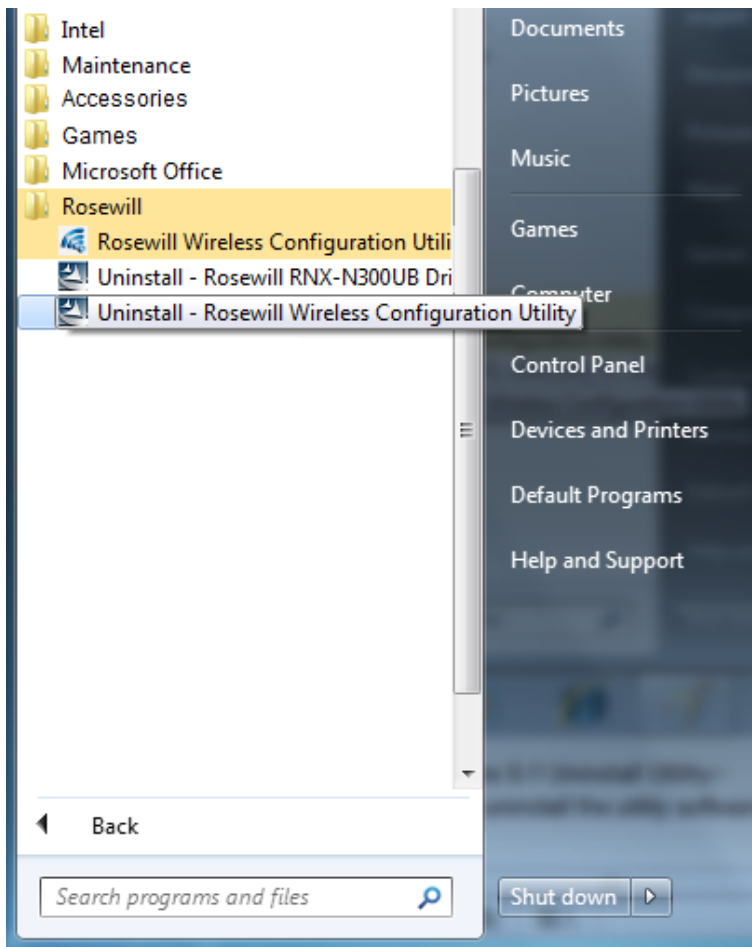 Intel
Maintenance
Accessories
Games
Microsoft Office
Rosewill
Rosewill Wireless Configuration Utili
Uninstall - Rosewill RNX-N300UB Dri
Uninstall - Rosewill Wireless Configuration Utility
Back
Search programs and files
Documents
Pictures
Music
Games
Computer
Control Panel
Devices and Printers
Default Programs
Help and Support
Shut down